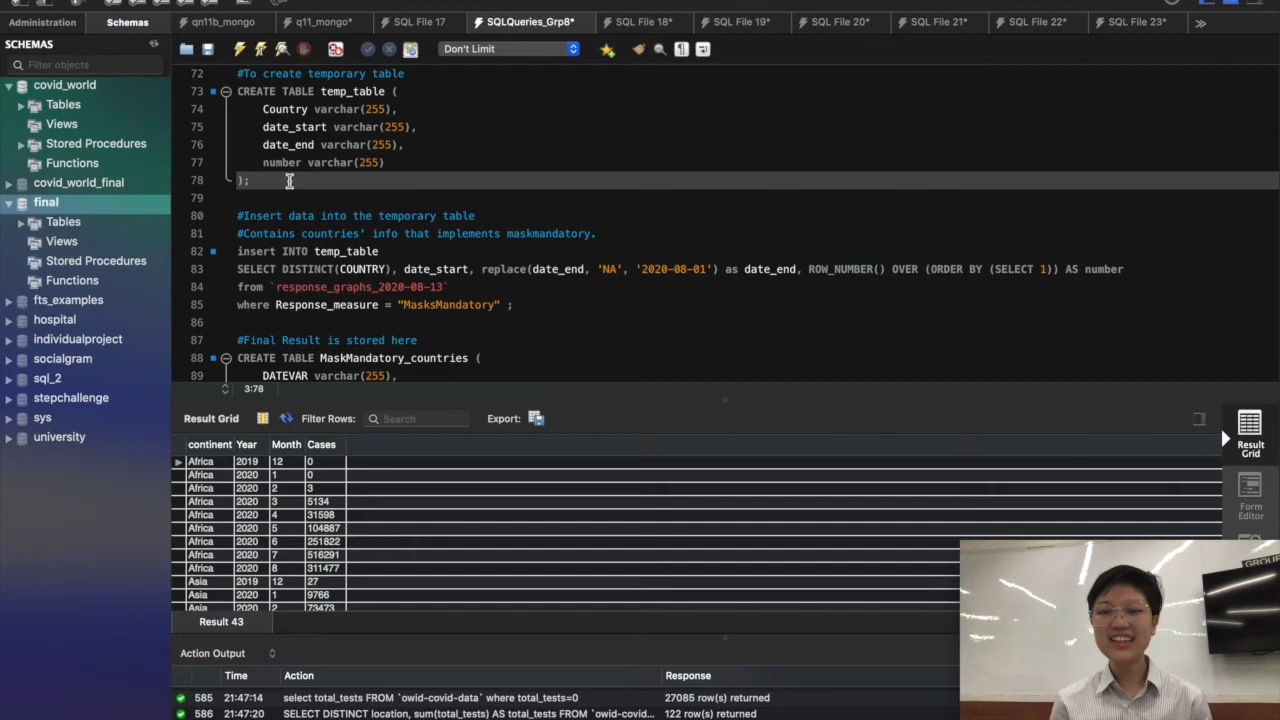 Administration Schemas qn11b_mongo q11_mongo* SQL File 17 SQLQueries_Grp8* SQL File 18* SQL File 19* SQL File 20* SQL File 21* SQL File 22* SQL File 23*
SCHEMAS
Filter objects
covid_world
Tables
Views
Stored Procedures
Functions
covid_world_final
final
Tables
Views
Stored Procedures
Functions
fts_examples
hospital
individualproject
socialgram
sql_2
stepchallenge
sys
university
Don't Limit
72 #To create temporary table
73 CREATE TABLE temp_table (
74 Country varchar(255),
75 date_start varchar(255),
76 date_end varchar(255),
77 number varchar(255)
78 );
79
80 #Insert data into the temporary table
81 #Contains countries' info that implements maskmandatory.
82 insert INTO temp_table
83 SELECT DISTINCT(COUNTRY), date_start, replace(date_end, 'NA', '2020-08-01') as date_end, ROW_NUMBER() OVER (ORDER BY (SELECT 1)) AS number
84 from `response_graphs_2020-08-13`
85 where Response_measure = "MasksMandatory" ;
86
87 #Final Result is stored here
88 CREATE TABLE MaskMandatory_countries (
89 DATEVAR varchar(255),
3:78
Result Grid Filter Rows: Search Export:
continent Year Month Cases
Africa 2019 12 0
Africa 2020 1 0
Africa 2020 2 3
Africa 2020 3 5134
Africa 2020 4 31598
Africa 2020 5 104887
Africa 2020 6 251822
Africa 2020 7 516291
Africa 2020 8 311477
Asia 2019 12 27
Asia 2020 1 9766
Asia 2020 2 73473
Result Grid
Form Editor
GROUP
Result 43
Action Output
Time Action Response
585 21:47:14 select total_tests FROM `owid-covid-data` where total_tests=0 27085 row(s) returned
586 21:47:20 SELECT DISTINCT location, sum(total_tests) AS total_tests FROM `owid-covid... 122 row(s) returned